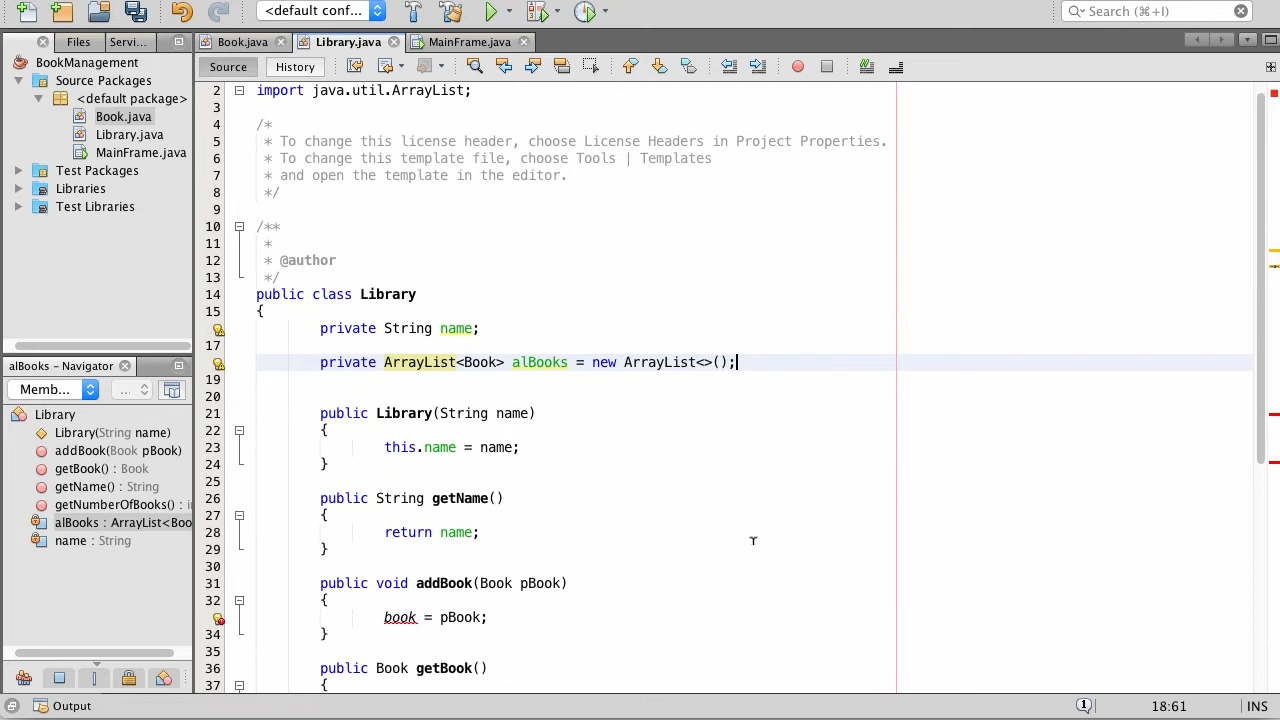 <default conf...
Search (⌘+I)
Files
Servi...
Book.java
Library.java
MainFrame.java
BookManagement
Source Packages
<default package>
Book.java
Library.java
MainFrame.java
Test Packages
Libraries
Test Libraries
Source
History
2 import java.util.ArrayList;
3
4 /*
5 * To change this license header, choose License Headers in Project Properties.
6 * To change this template file, choose Tools | Templates
7 * and open the template in the editor.
8 */
9
10 /**
11 *
12 * @author
13 */
14 public class Library
15 {
private String name;
17
private ArrayList<Book> alBooks = new ArrayList<>();
19
20
21 public Library(String name)
22 {
23 this.name = name;
24 }
25
26 public String getName()
27 {
28 return name;
29 }
30
31 public void addBook(Book pBook)
32 {
book = pBook;
34 }
35
36 public Book getBook()
37 {
alBooks – Navigator
Memb...
...
Library
Library(String name)
addBook(Book pBook)
getBook() : Book
getName() : String
getNumberOfBooks() : in
alBooks : ArrayList<Boo
name : String
Output
1
18:61
INS